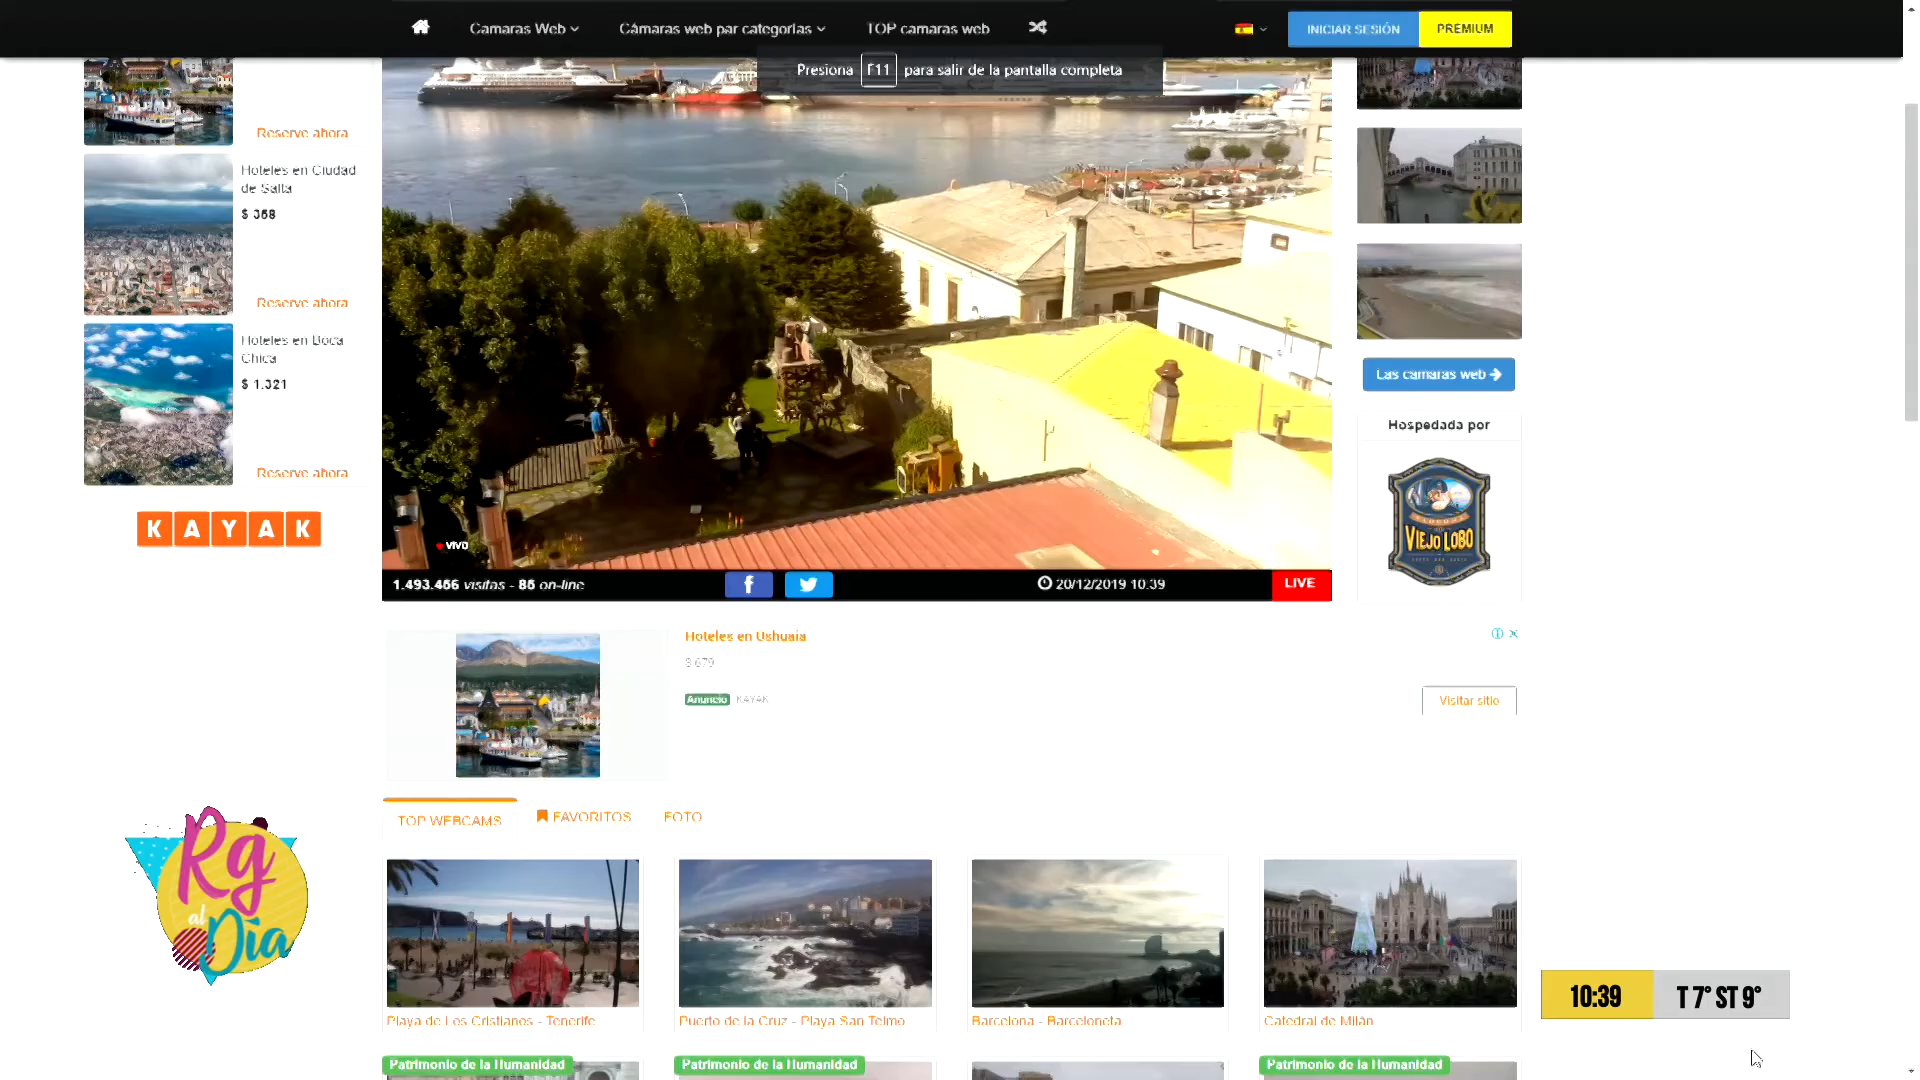 Camaras Web
Cámaras web par categorías
TOP camaras web
INICIAR SESIÓN
PREMIUM
Presiona F11 para salir de la pantalla completa
Reserve ahora
Hoteles en Ciudad
de Salta
$ 368
Reserve ahora
Hoteles en Boca
Chica
$ 1.321
Reserve ahora
KAYAK
VIVO
1.493.456 visitas - 85 on-line
20/12/2019 10:39
LIVE
Las camaras web
Hospedada por
VIEJO LOBO
Hoteles en Ushuaia
$ 679
Anuncio KAYAK
Visitar sitio
TOP WEBCAMS
FAVORITOS
FOTO
Rg
al
Día
Playa de Los Cristianos - Tenerife
Puerto de la Cruz - Playa San Telmo
Barcelona - Barceloneta
Catedral de Milán
10:39
T 7° ST 9°
Patrimonio de la Humanidad
Patrimonio de la Humanidad
Patrimonio de la Humanidad